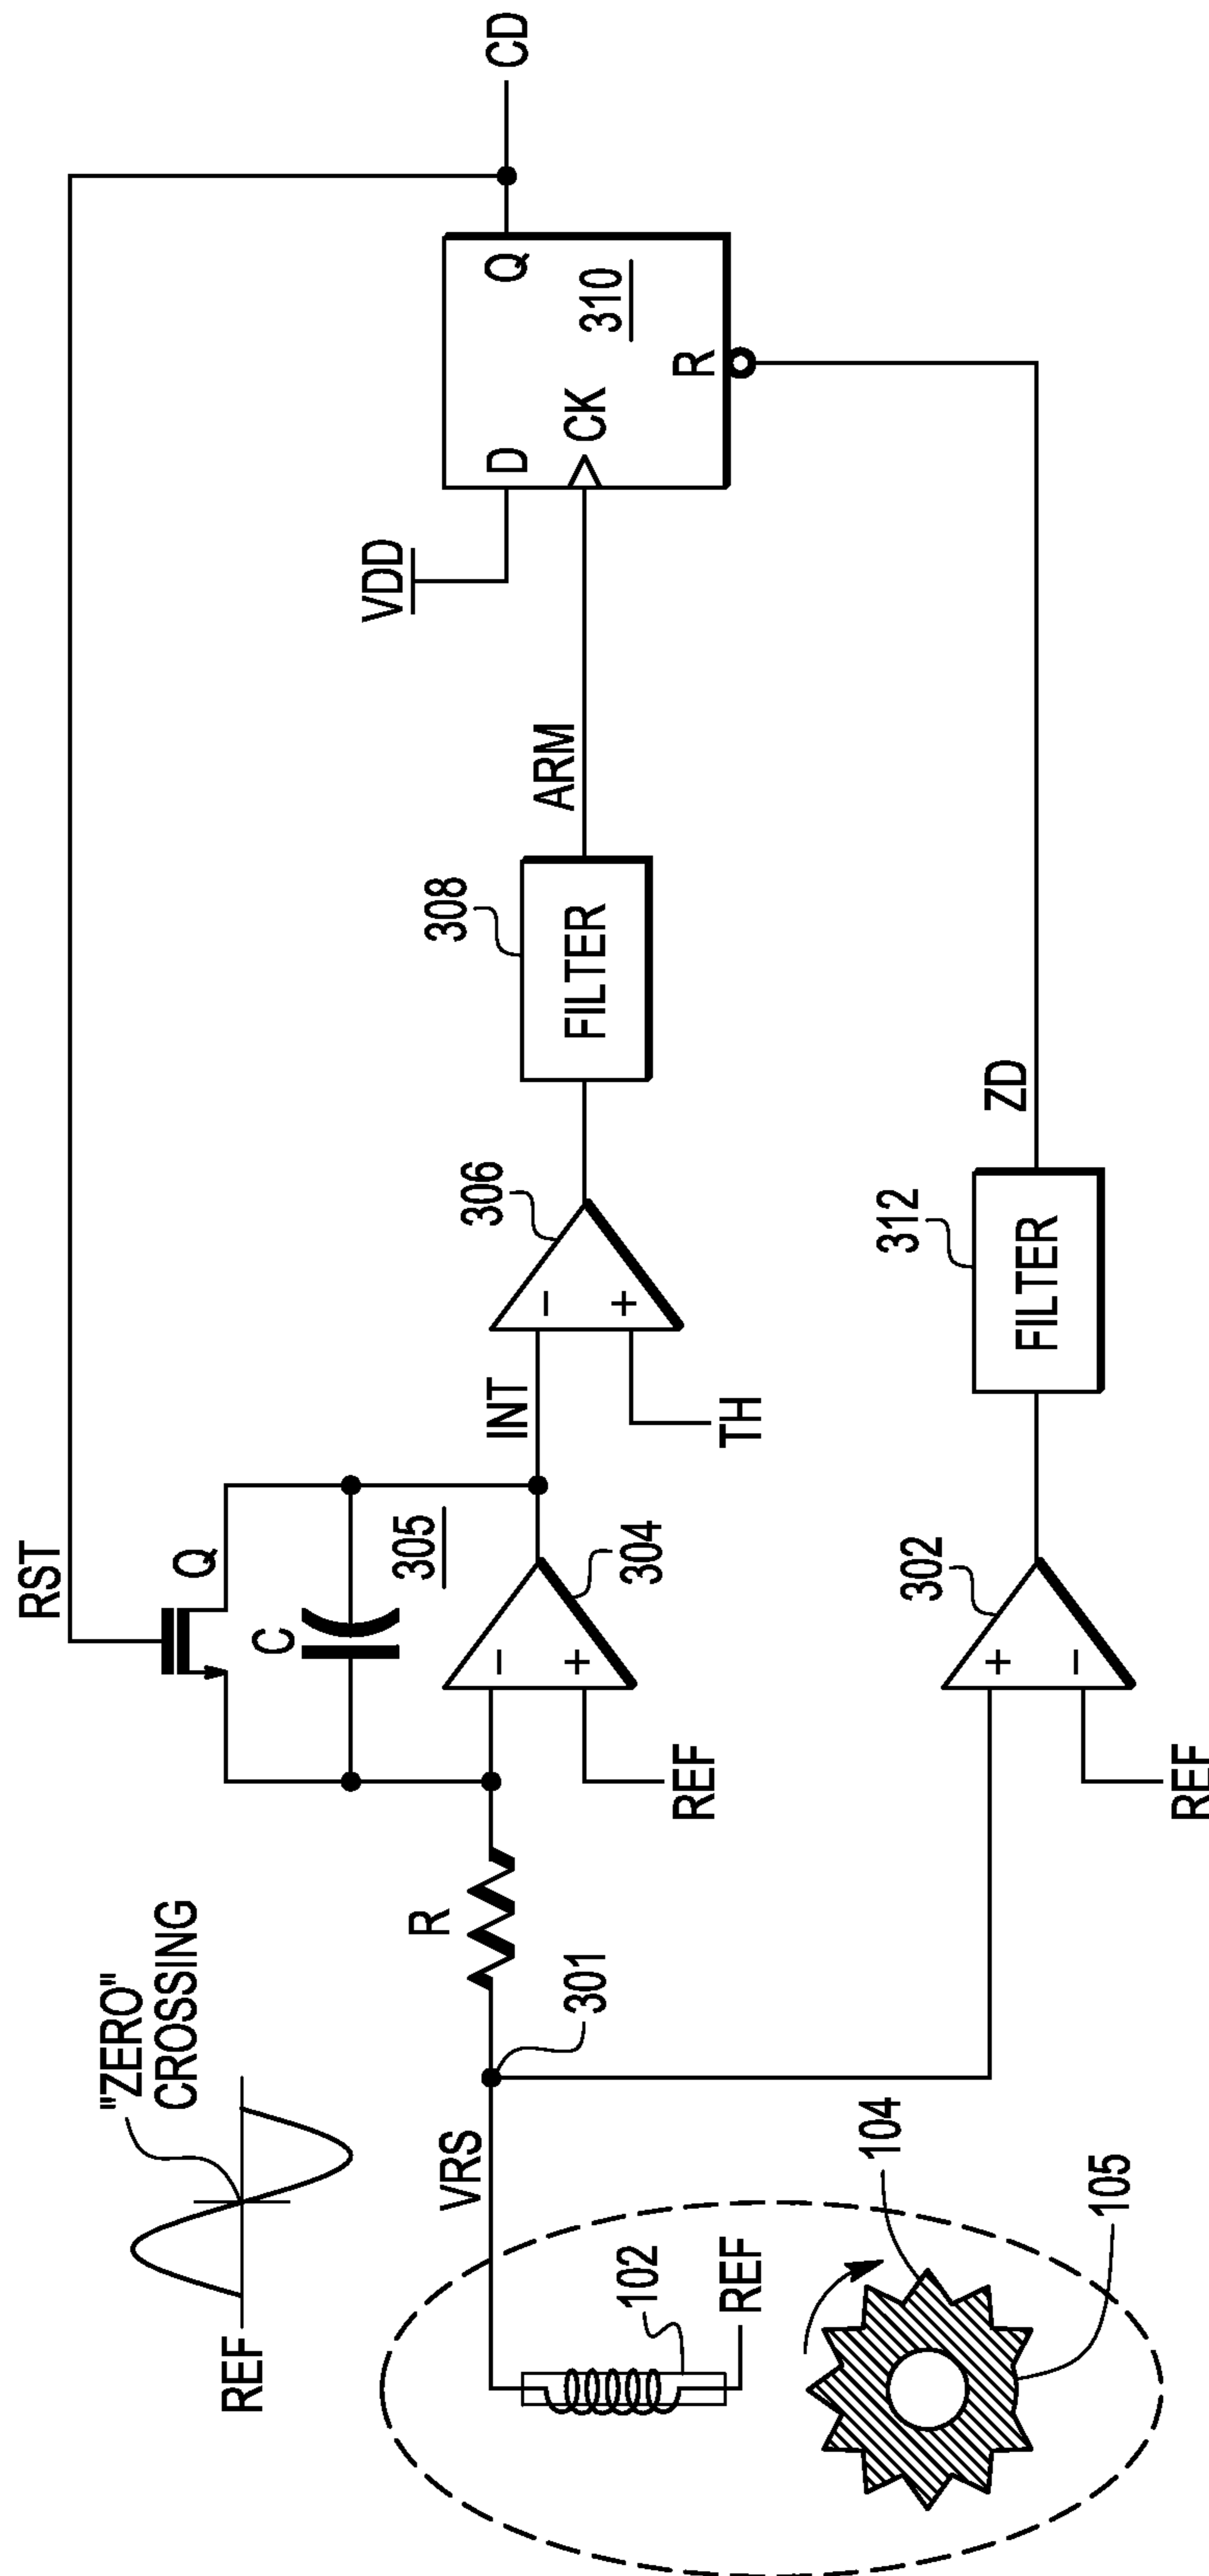 REF
"ZERO"
CROSSING
RST
Q
C
305
R
VRS
301
304
REF
INT
TH
306
308
FILTER
ARM
VDD
D
Q
CK
310
R
CD
102
REF
104
105
302
+
−
REF
312
FILTER
ZD
−
+
−
+